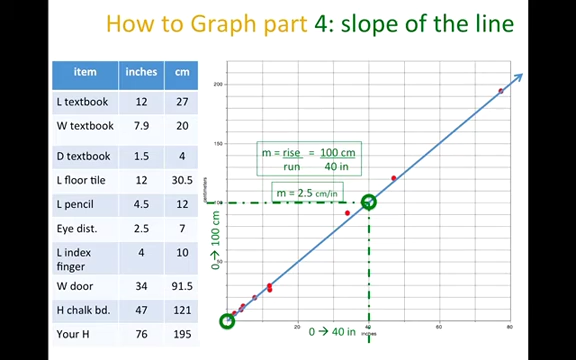 How to Graph part 4: slope of the line
item inches cm
L textbook 12 27
W textbook 7.9 20
D textbook 1.5 4
L floor tile 12 30.5
L pencil 4.5 12
Eye dist. 2.5 7
L index
finger 4 10
W door 34 91.5
H chalk bd. 47 121
Your H 76 195
200
150
100
50
centimeters
m = rise = 100 cm
run 40 in
m = 2.5 cm/in
0 → 100 cm
20 40 60 80
0 → 40 in
inches